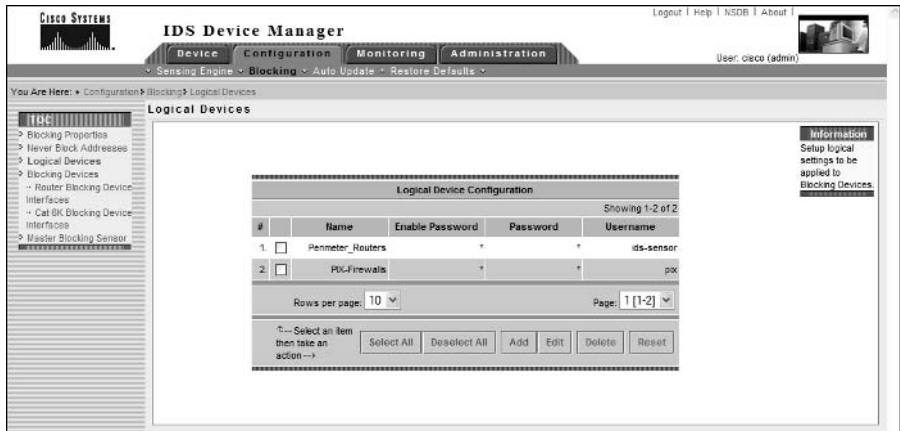 CISCO SYSTEMS
Logout | Help | NSDB | About |
IDS Device Manager
Device Configuration Monitoring Administration
User: cisco (admin)
Sensing Engine Blocking Auto Update Restore Defaults
You Are Here: Configuration Blocking Logical Devices
TOC
Blocking Properties
Never Block Addresses
Logical Devices
Blocking Devices
Router Blocking Device
Interfaces
Cat 6K Blocking Device
Interfaces
Master Blocking Sensor
Logical Devices
Logical Device Configuration
Showing 1-2 of 2
# Name Enable Password Password Username
1. Perimeter_Routers * * ids-sensor
2. PIX-Firewalls * * pix
Rows per page: 10 Page: 1 [1-2]
Select an item
then take an
action -->
Select All Deselect All Add Edit Delete Reset
Information
Setup logical
settings to be
applied to
Blocking Devices.